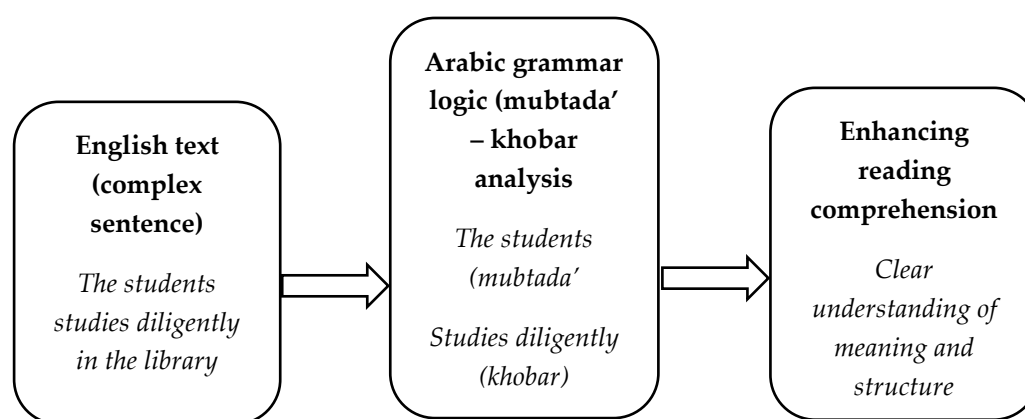 English text
(complex
sentence)
The students
studies diligently
in the library
Arabic grammar
logic (mubtada’
– khobar
analysis
The students
(mubtada’
Studies diligently
(khobar)
Enhancing
reading
comprehension
Clear
understanding of
meaning and
structure